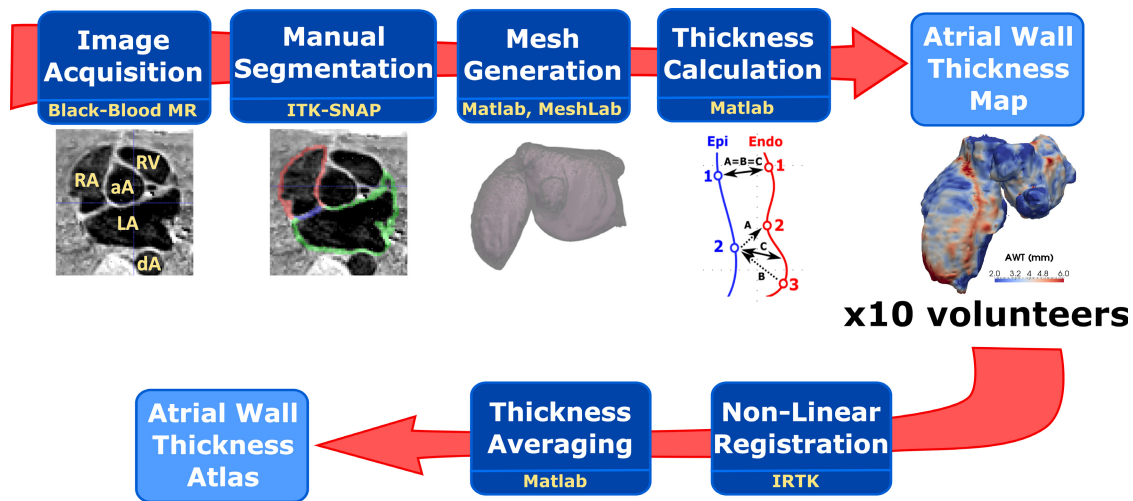 Image
Acquisition
Black-Blood MR
Manual
Segmentation
ITK-SNAP
Mesh
Generation
Matlab, MeshLab
Thickness
Calculation
Matlab
Atrial Wall
Thickness
Map
RV
RA
aA
LA
dA
Epi Endo
A=B=C
1 1
A 2
2 C
B 3
AWT (mm)
2.0 3.2 4 4.8 6.0
x10 volunteers
Atrial Wall
Thickness
Atlas
Thickness
Averaging
Matlab
Non-Linear
Registration
IRTK